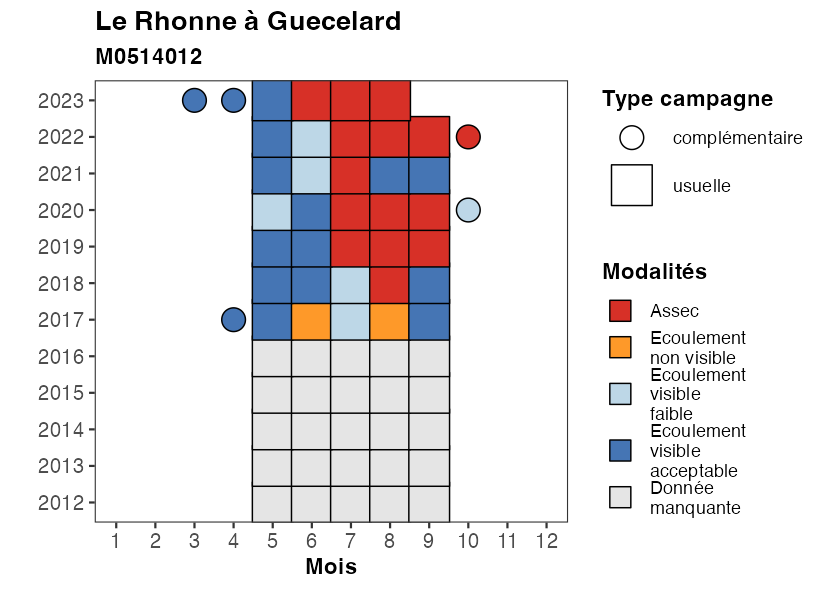 Le Rhonne à Guecelard
M0514012
2023
2022
2021
2020
2019
2018
2017
2016
2015
2014
2013
2012
1 2 3 4 5 6 7 8 9 10 11 12
Mois
Type campagne
complémentaire
usuelle
Modalités
Assec
Ecoulement
non visible
Ecoulement
visible
faible
Ecoulement
visible
acceptable
Donnée
manquante